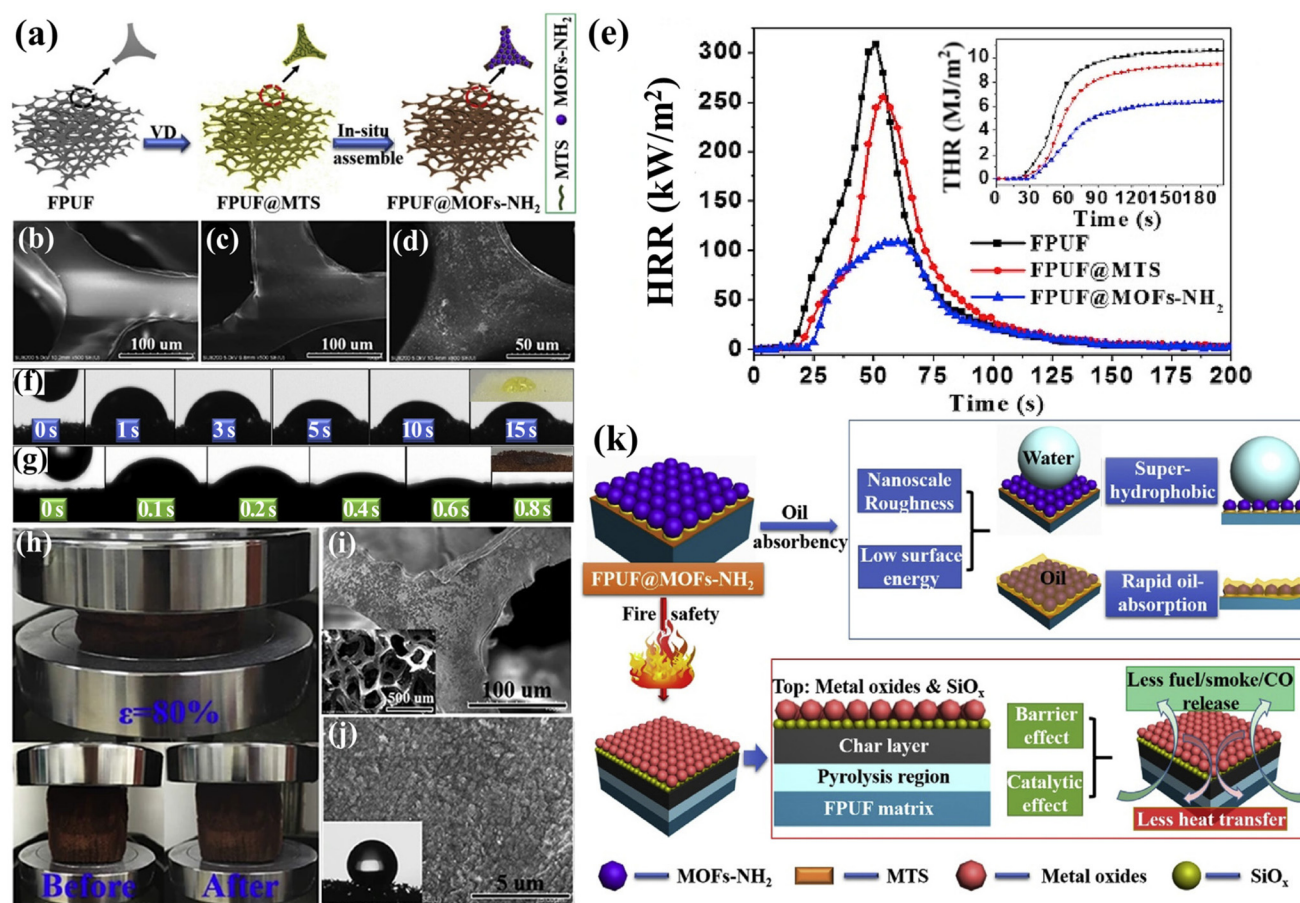 (a)
VD
In-situ
assemble
FPUF
FPUF@MTS
FPUF@MOFs-NH2
MTS
MOFs-NH2
(b)
100 um
(c)
100 um
(d)
50 um
(e)
HRR (kW/m2)
300
250
200
150
100
50
0
0
25
50
75
100
125
150
175
200
Time (s)
THR (MJ/m2)
10
8
6
4
2
0
0
30
60
90
120
150
180
Time (s)
FPUF
FPUF@MTS
FPUF@MOFs-NH2
(f)
0 s
1 s
3 s
5 s
10 s
15 s
(g)
0 s
0.1 s
0.2 s
0.4 s
0.6 s
0.8 s
(h)
ε=80%
Before
After
(i)
500 um
100 um
(j)
5 um
(k)
FPUF@MOFs-NH2
Oil
absorbency
Nanoscale
Roughness
Low surface
energy
Water
Super-
hydrophobic
Oil
Rapid oil-
absorption
Fire safety
Top: Metal oxides & SiOx
Char layer
Pyrolysis region
FPUF matrix
Barrier
effect
Catalytic
effect
Less fuel/smoke/CO
release
Less heat transfer
MOFs-NH2
MTS
Metal oxides
SiOx